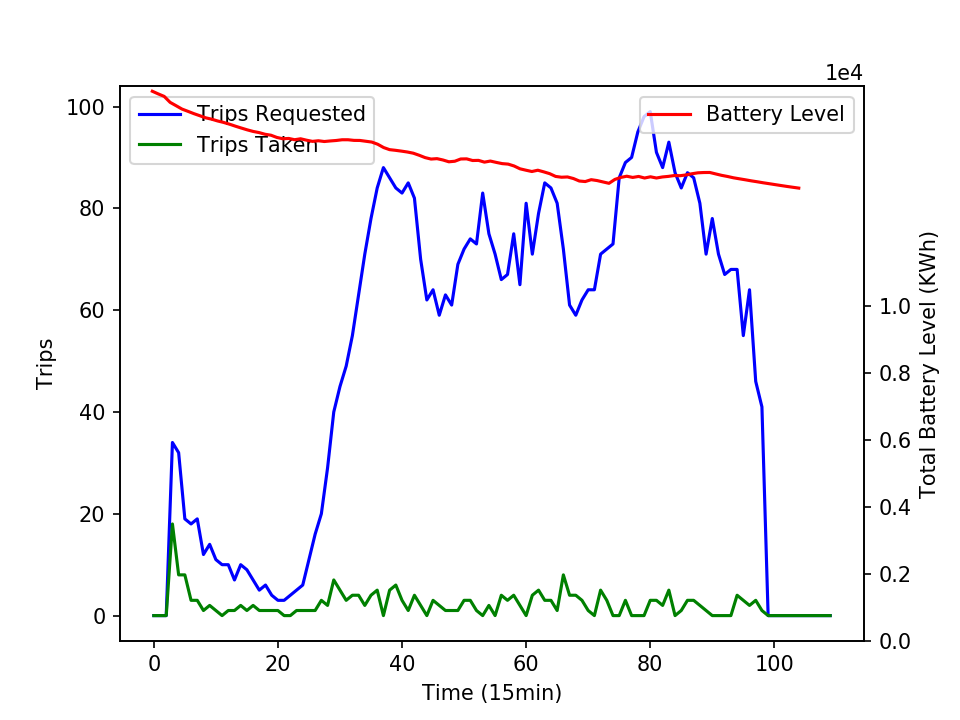 1e4
Trips Requested
Trips Taken
Battery Level
100
80
60
40
20
0
Trips
1.0
0.8
0.6
0.4
0.2
0.0
Total Battery Level (KWh)
0 20 40 60 80 100
Time (15min)